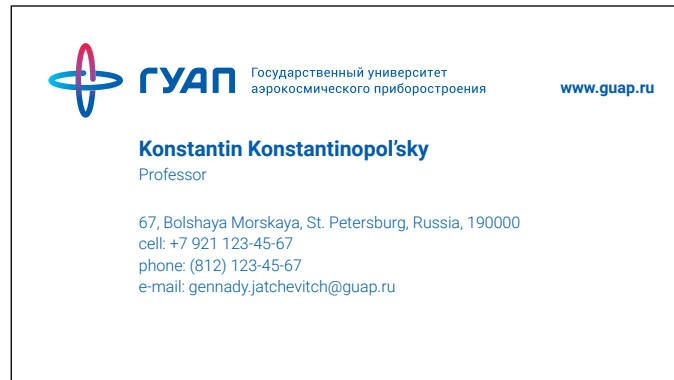 ГУАП
Государственный университет
аэрокосмического приборостроения
www.guap.ru
Konstantin Konstantinopol’sky
Professor
67, Bolshaya Morskaya, St. Petersburg, Russia, 190000
cell: +7 921 123-45-67
phone: (812) 123-45-67
e-mail: gennady.jatchevitch@guap.ru